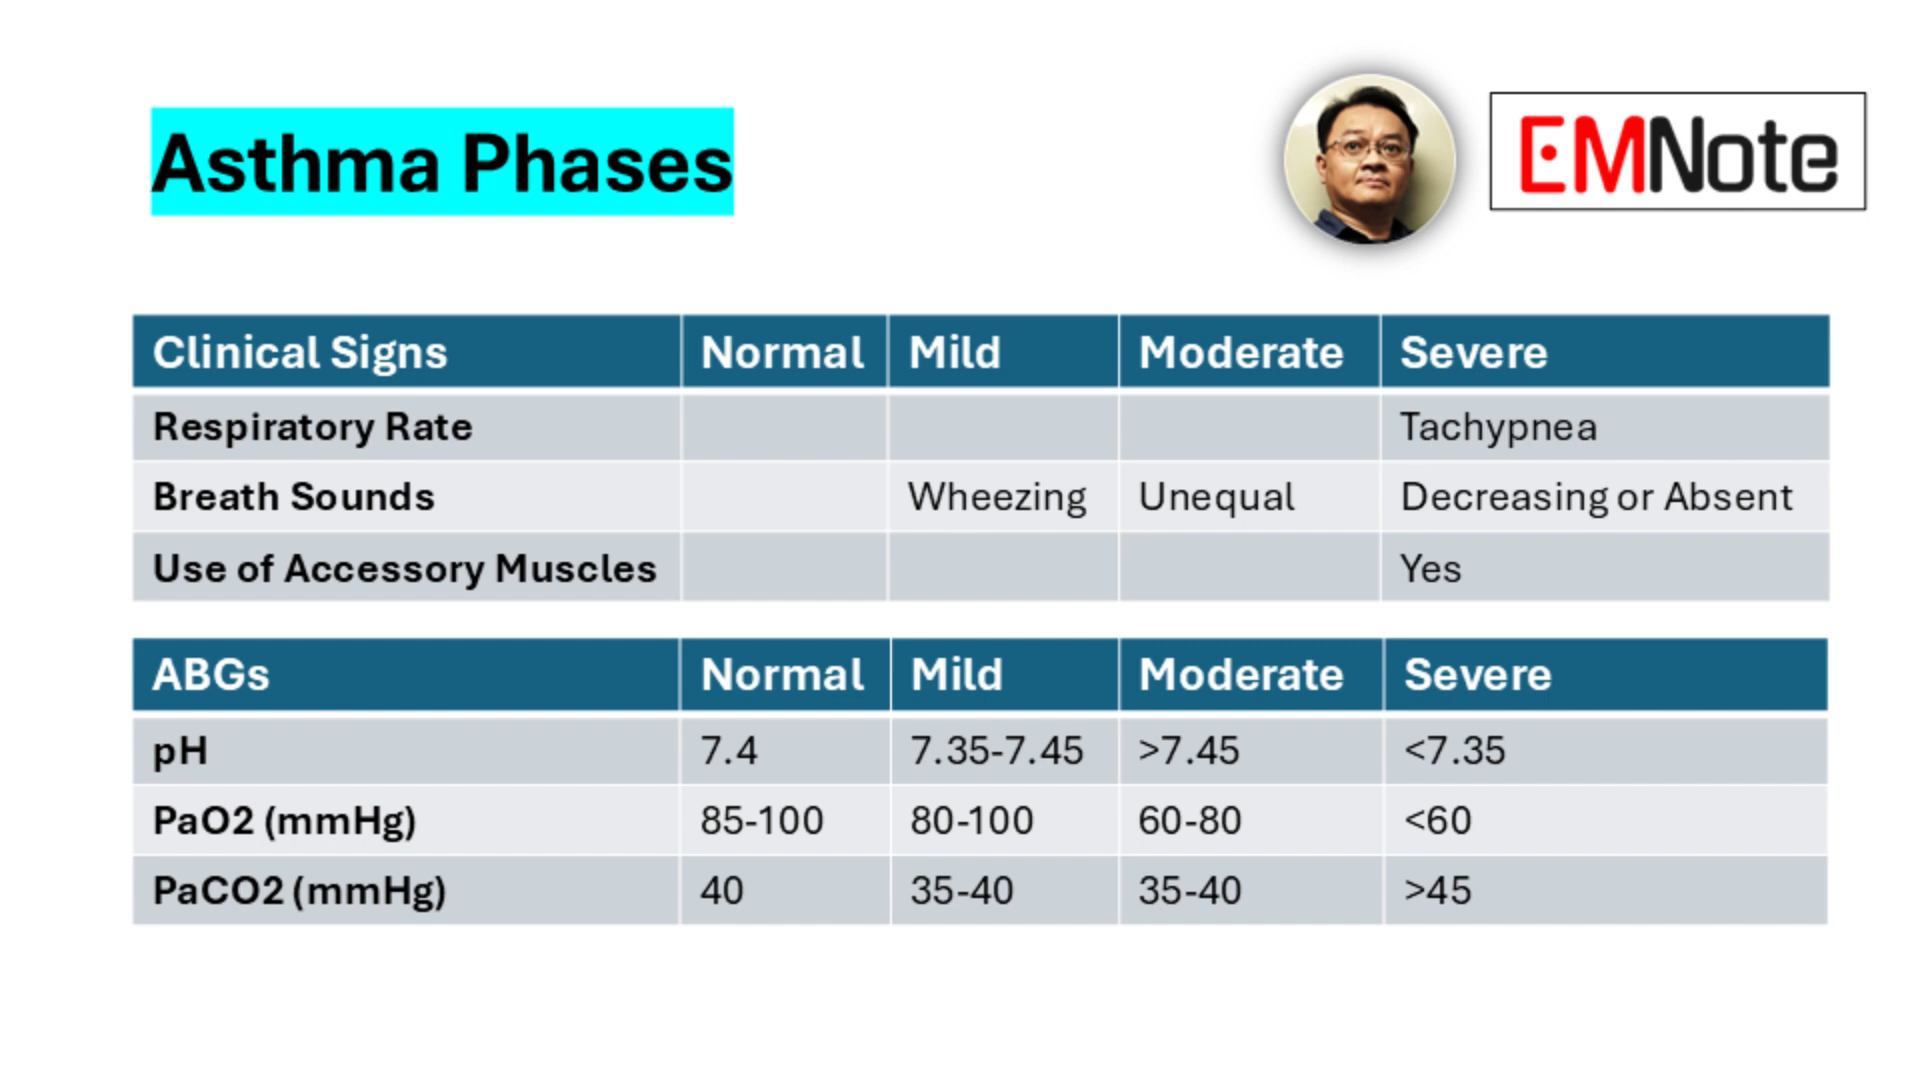 Asthma Phases
EMNote
Clinical Signs Normal Mild Moderate Severe
Respiratory Rate Tachypnea
Breath Sounds Wheezing Unequal Decreasing or Absent
Use of Accessory Muscles Yes
ABGs Normal Mild Moderate Severe
pH 7.4 7.35-7.45 >7.45 <7.35
PaO2 (mmHg) 85-100 80-100 60-80 <60
PaCO2 (mmHg) 40 35-40 35-40 >45